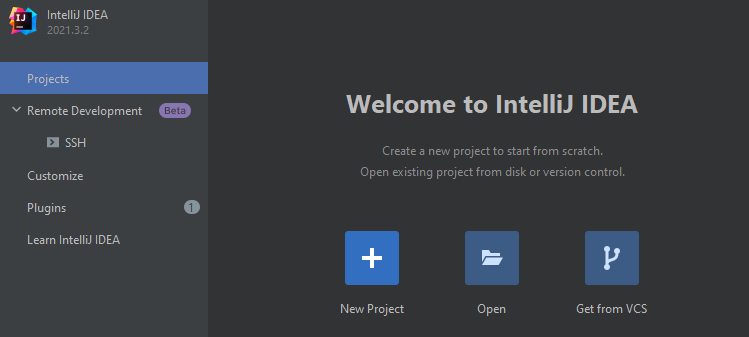 IntelliJ IDEA
2021.3.2
Projects
Remote Development Beta
SSH
Customize
Plugins 1
Learn IntelliJ IDEA
Welcome to IntelliJ IDEA
Create a new project to start from scratch.
Open existing project from disk or version control.
New Project
Open
Get from VCS